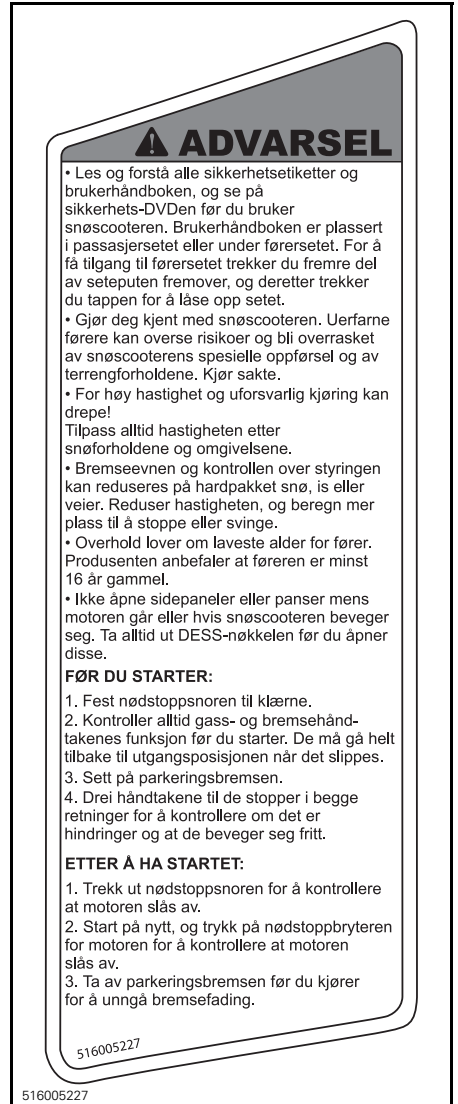 ADVARSEL
• Les og forstå alle sikkerhetsetiketter og
brukerhåndboken, og se på
sikkerhets-DVDen før du bruker
snøscooteren. Brukerhåndboken er plassert
i passasjersetet eller under førersetet. For å
få tilgang til førersetet trekker du fremre del
av seteputen fremover, og deretter trekker
du tappen for å låse opp setet.
• Gjør deg kjent med snøscooteren. Uerfarne
førere kan overse risikoer og bli overrasket
av snøscooterens spesielle oppførsel og av
terrengforholdene. Kjør sakte.
• For høy hastighet og uforsvarlig kjøring kan
drepe!
Tilpass alltid hastigheten etter
snøforholdene og omgivelsene.
• Bremseevnen og kontrollen over styringen
kan reduseres på hardpakket snø, is eller
veier. Reduser hastigheten, og beregn mer
plass til å stoppe eller svinge.
• Overhold lover om laveste alder for fører.
Produsenten anbefaler at føreren er minst
16 år gammel.
• Ikke åpne sidepaneler eller panser mens
motoren går eller hvis snøscooteren beveger
seg. Ta alltid ut DESS-nøkkelen før du åpner
disse.
FØR DU STARTER:
1. Fest nødstoppsnoren til klærne.
2. Kontroller alltid gass- og bremsehånd-
takenes funksjon før du starter. De må gå helt
tilbake til utgangsposisjonen når det slippes.
3. Sett på parkeringsbremsen.
4. Drei håndtakene til de stopper i begge
retninger for å kontrollere om det er
hindringer og at de beveger seg fritt.
ETTER Å HA STARTET:
1. Trekk ut nødstoppsnoren for å kontrollere
at motoren slås av.
2. Start på nytt, og trykk på nødstoppbryteren
for motoren for å kontrollere at motoren
slås av.
3. Ta av parkeringsbremsen før du kjører
for å unngå bremsefading.
516005227
516005227